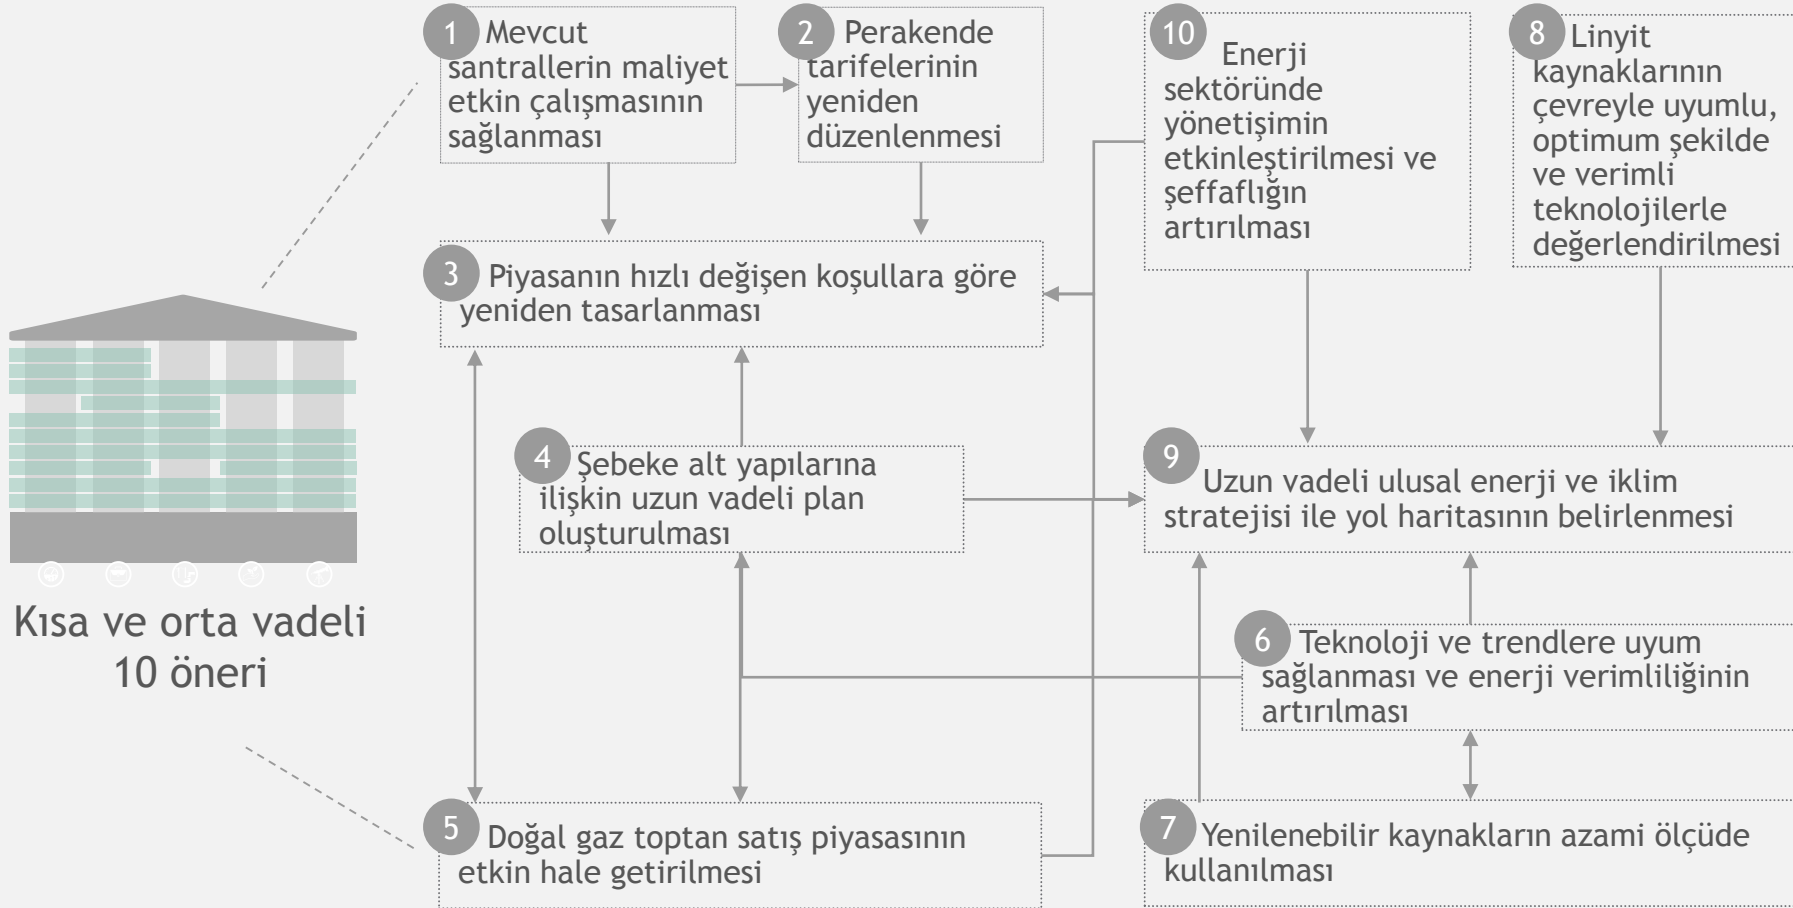 1 Mevcut
santrallerin maliyet
etkin çalışmasının
sağlanması
2 Perakende
tarifelerinin
yeniden
düzenlenmesi
10 Enerji
sektöründe
yönetişimin
etkinleştirilmesi ve
şeffaflığın
artırılması
8 Linyit
kaynaklarının
çevreyle uyumlu,
optimum şekilde
ve verimli
teknolojilerle
değerlendirilmesi
3 Piyasanın hızlı değişen koşullara göre
yeniden tasarlanması
4 Şebeke alt yapılarına
ilişkin uzun vadeli plan
oluşturulması
9 Uzun vadeli ulusal enerji ve iklim
stratejisi ile yol haritasının belirlenmesi
Kısa ve orta vadeli
10 öneri
6 Teknoloji ve trendlere uyum
sağlanması ve enerji verimliliğinin
artırılması
5 Doğal gaz toptan satış piyasasının
etkin hale getirilmesi
7 Yenilenebilir kaynakların azami ölçüde
kullanılması